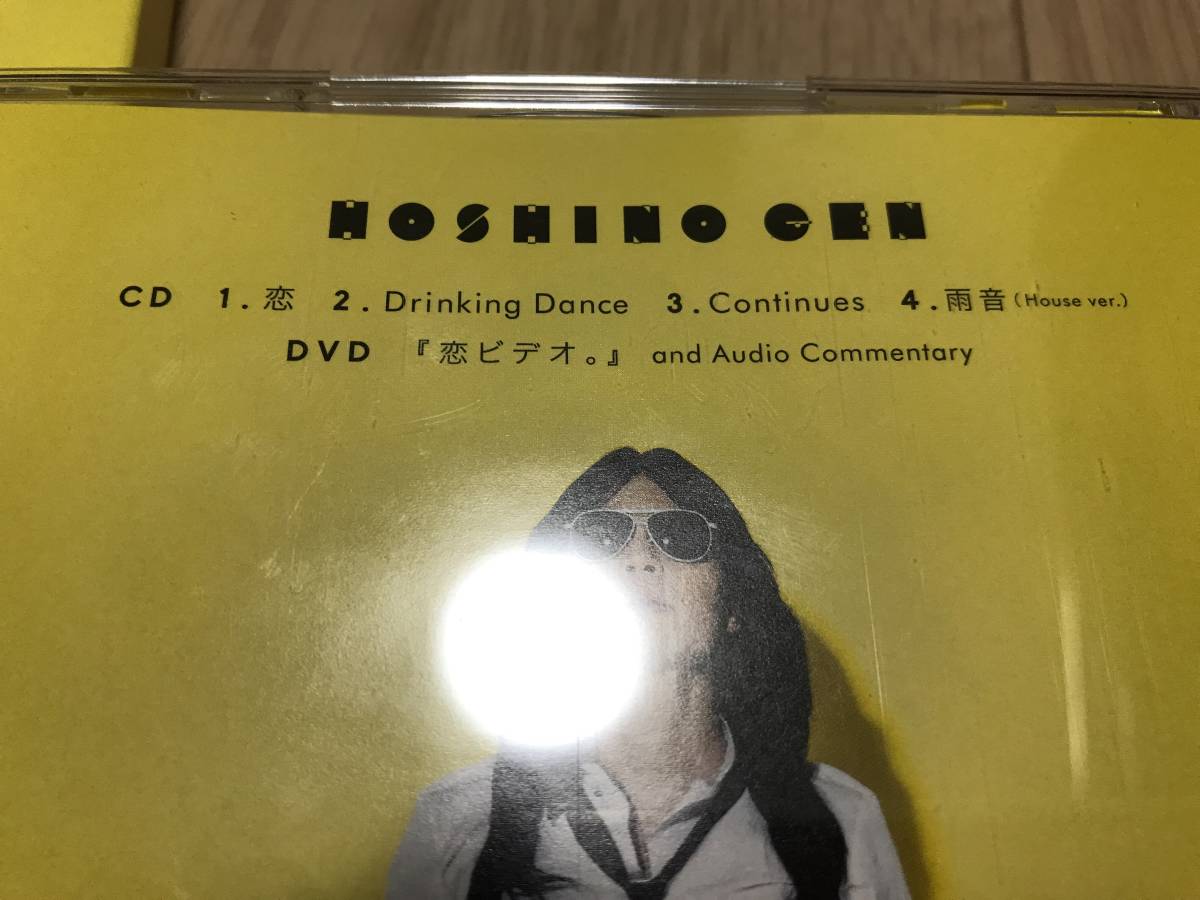 HOSHINO GEN
CD 1.恋 2.Drinking Dance 3.Continues 4.雨音(House ver.)
DVD 『恋ビデオ。』 and Audio Commentary